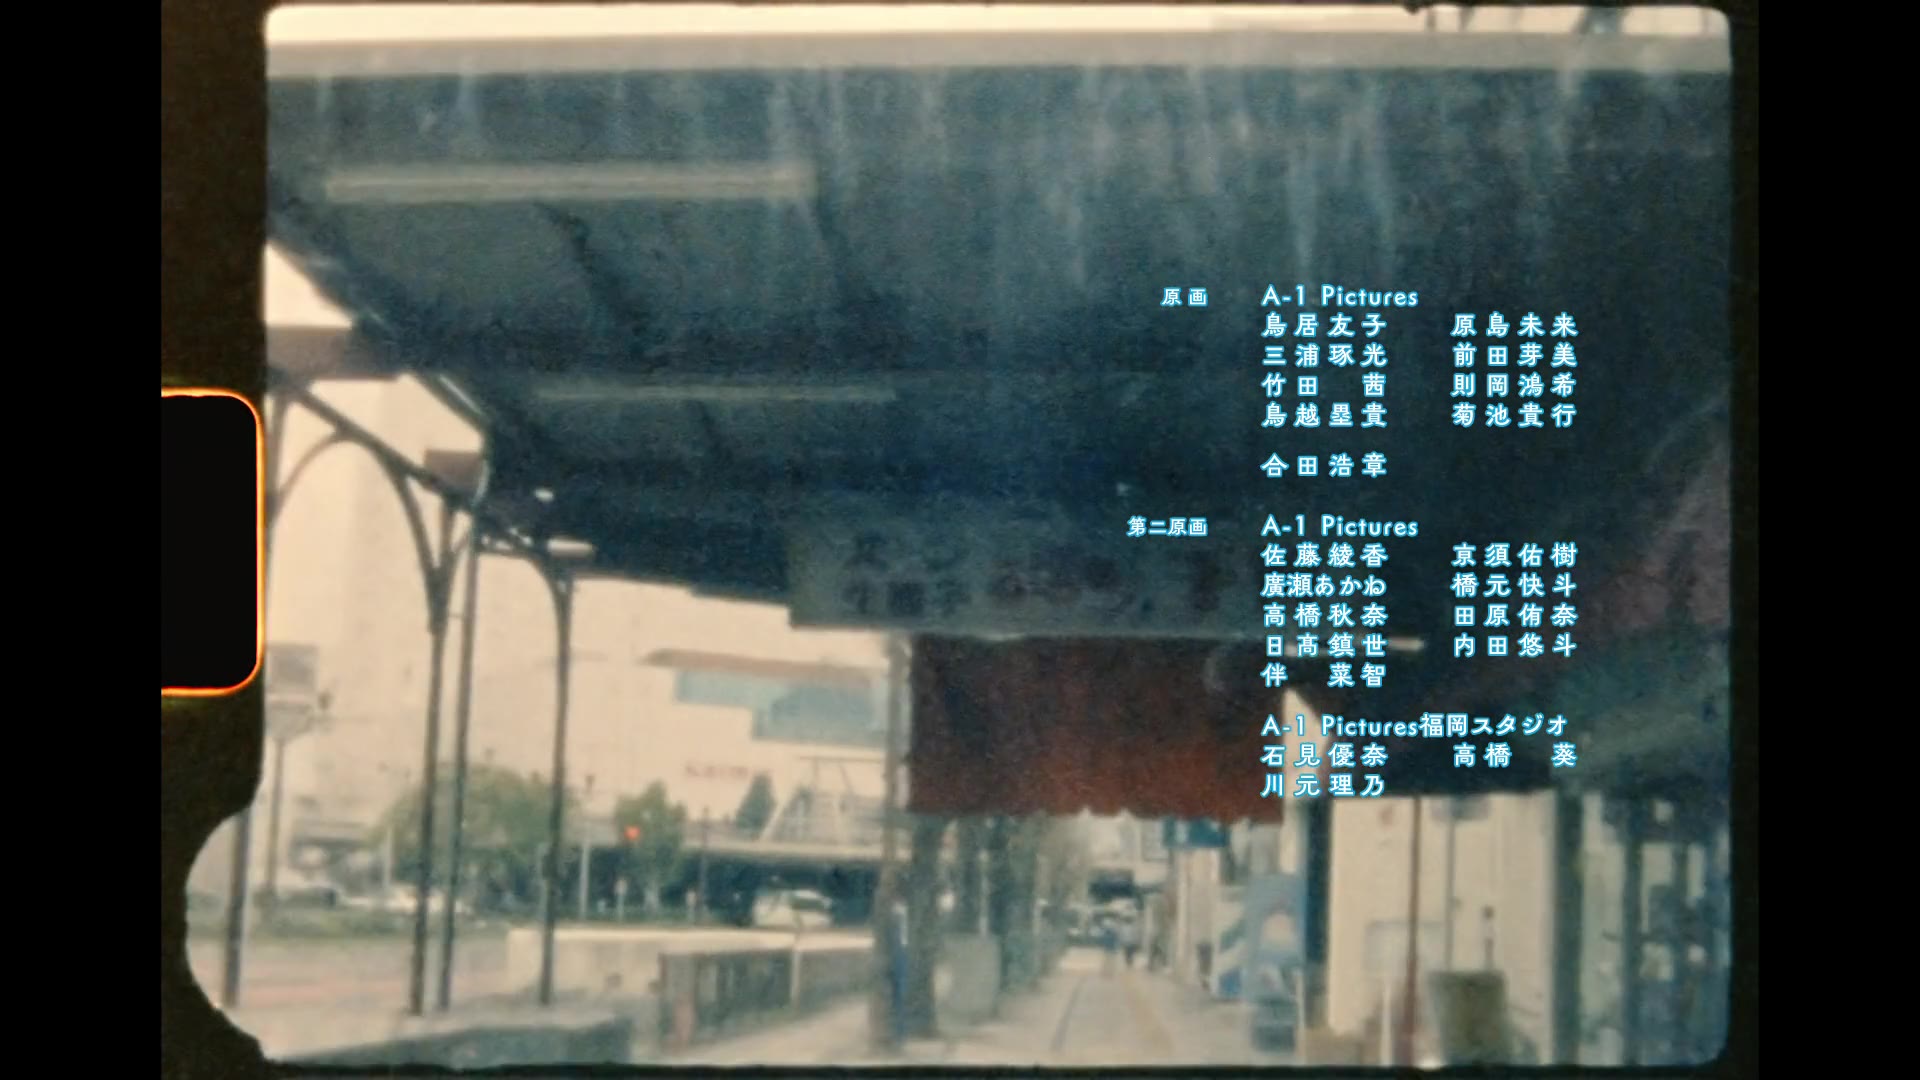 原画 A-1 Pictures
鳥居友子 原島未来
三浦琢光 前田芽美
竹田 茜 則岡鴻希
鳥越塁貴 菊池貴行
合田浩章
第二原画 A-1 Pictures
佐藤綾香 京須佑樹
廣瀬あかね 橋元快斗
高橋秋奈 田原侑奈
日髙鎮世 内田悠斗
伴 菜智
A-1 Pictures福岡スタジオ
石見優奈 高橋 葵
川元理乃